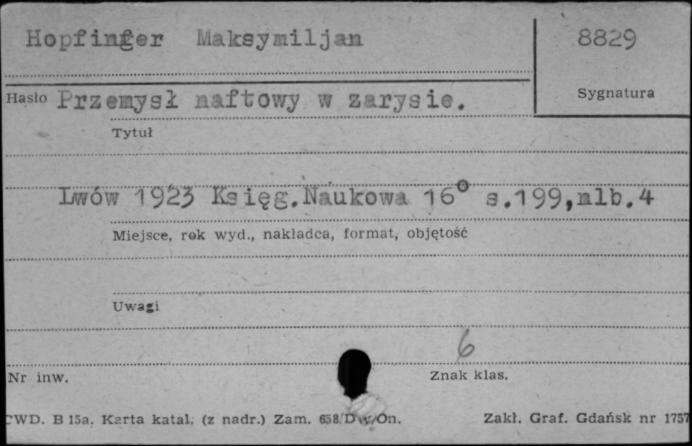 Hopfinger Maksymiljan 8829
Hasło Przemysł naftowy w zarysie. Sygnatura
Tytuł
Lwów 1923 Księg.Naukowa 16° s.199,nlb.4
Miejsce, rok wyd., nakładca, format, objętość
Uwagi
6
Nr inw. Znak klas.
CWD. B 15a. Karta katal. (z nadr.) Zam. 658/Dw/On. Zakł. Graf. Gdańsk nr 1757